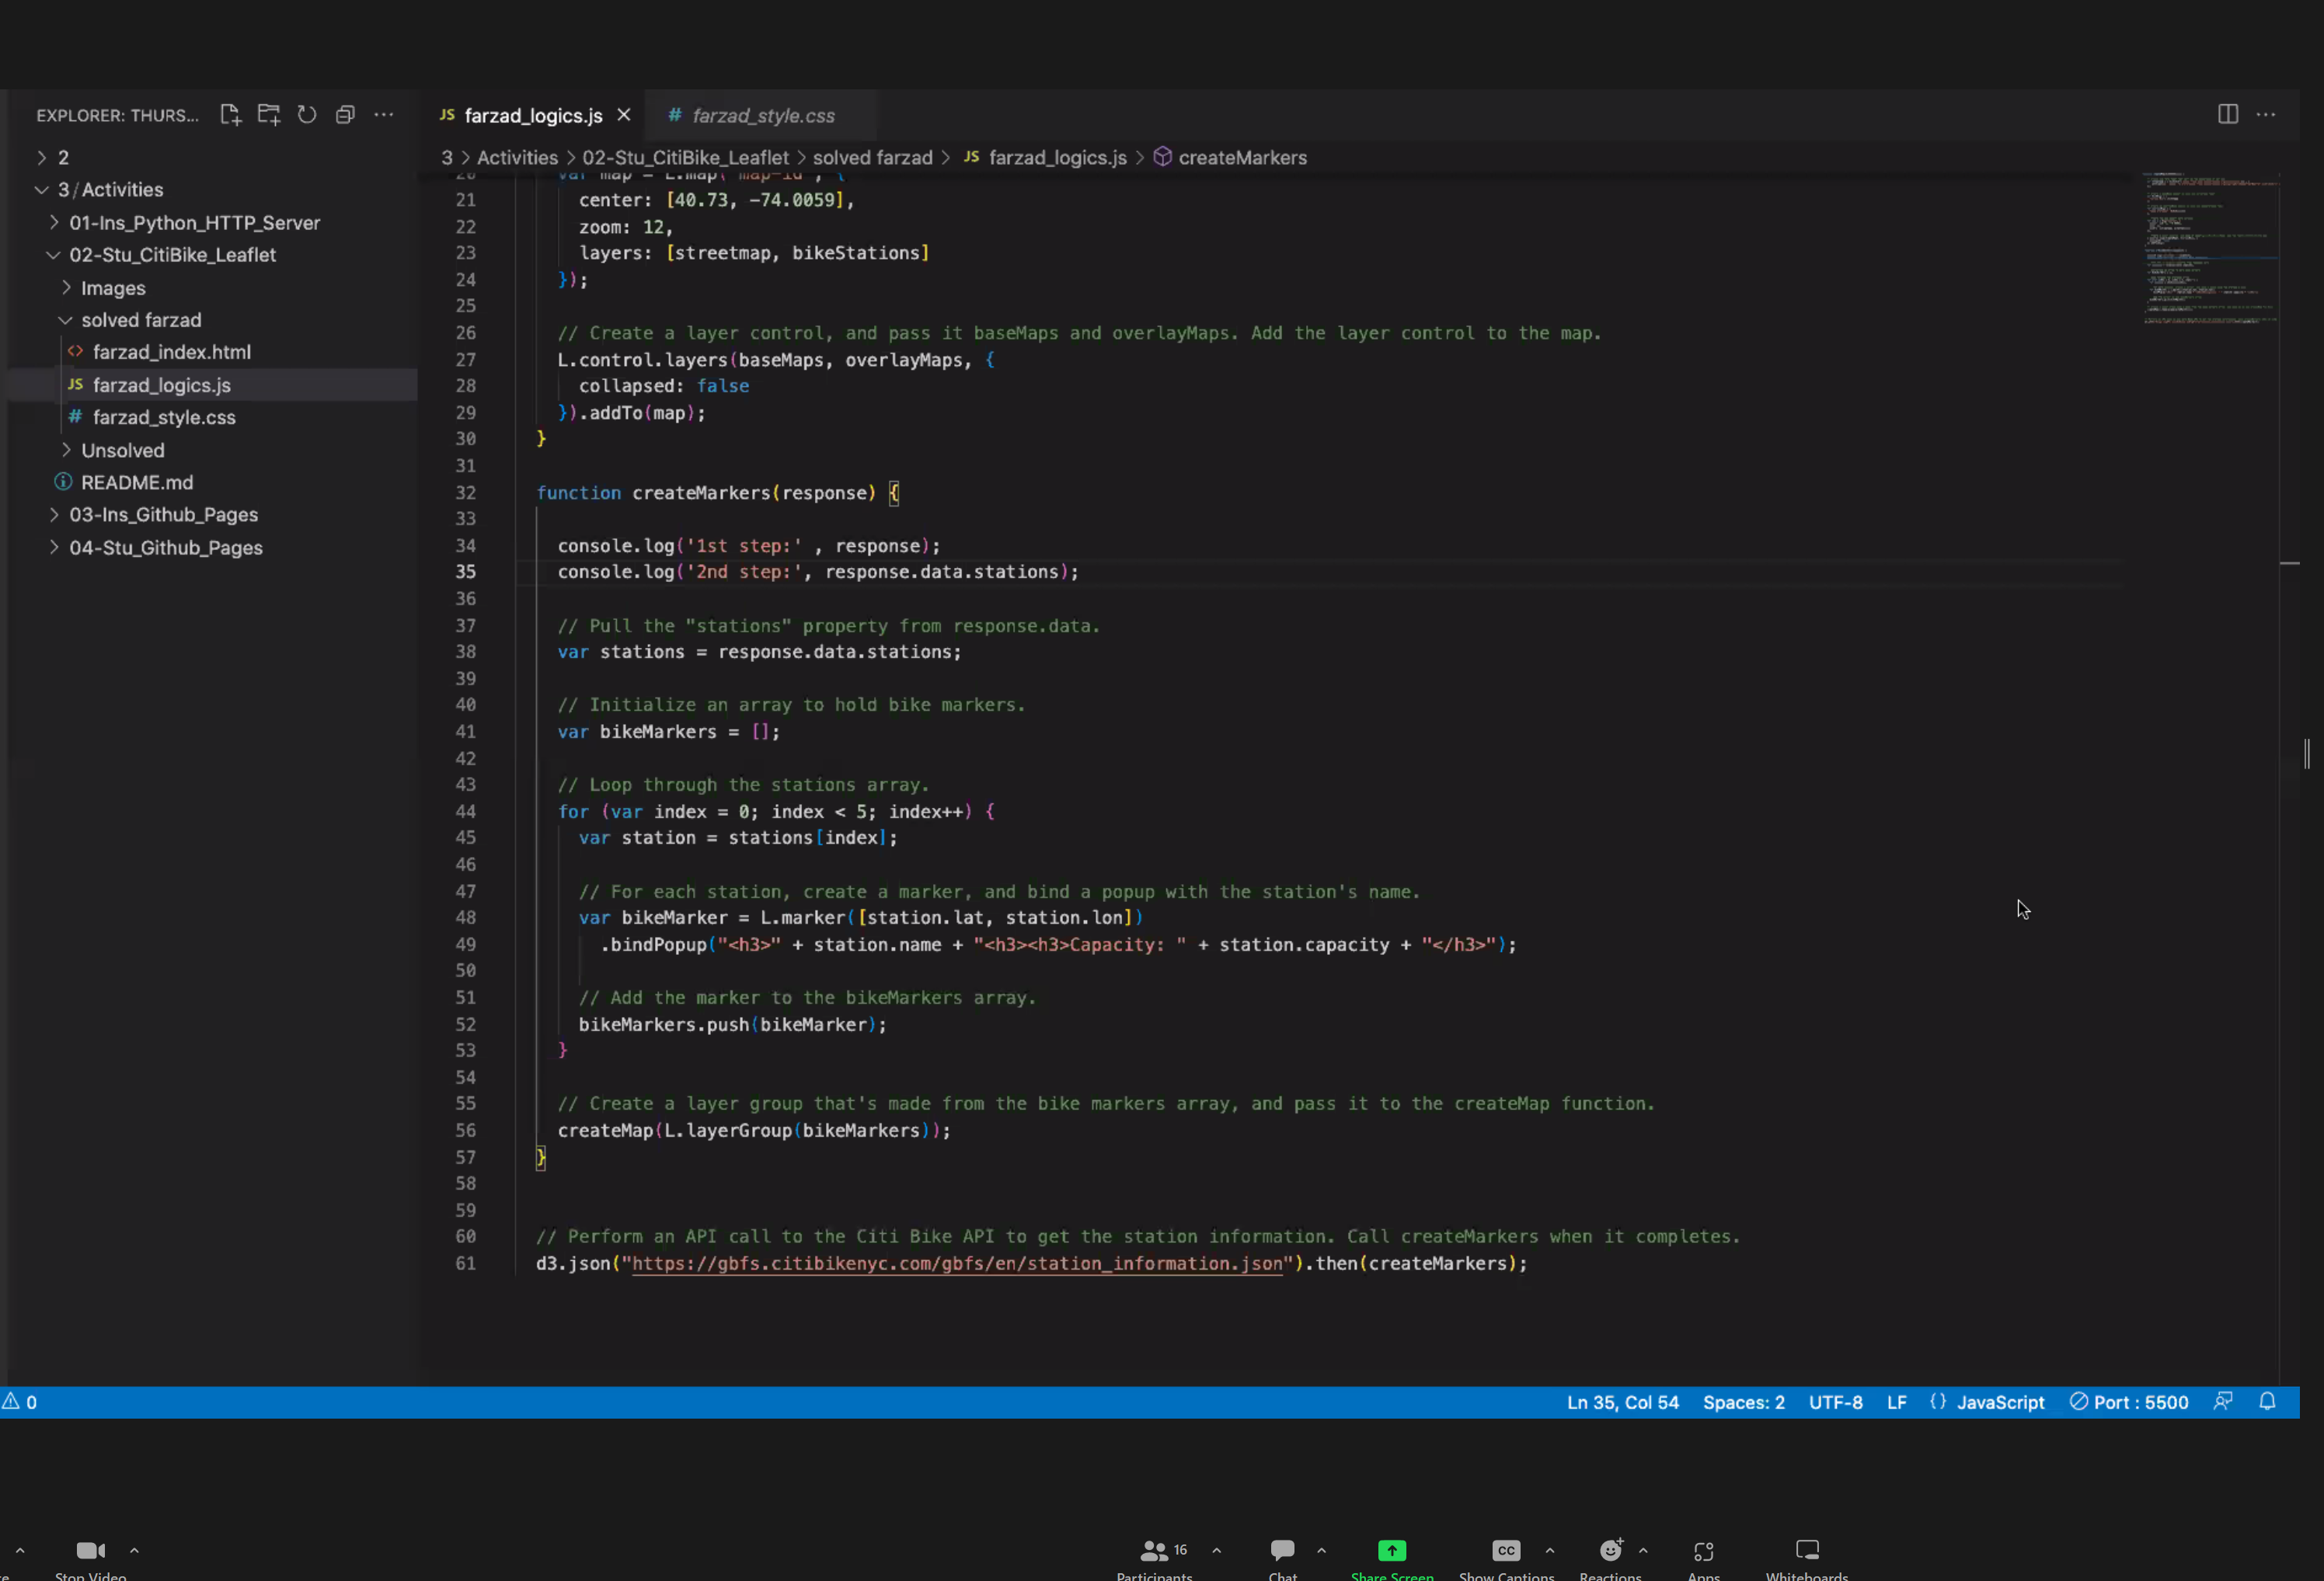 EXPLORER: THURS...
2
3/Activities
01-Ins_Python_HTTP_Server
02-Stu_CitiBike_Leaflet
Images
solved farzad
farzad_index.html
JS farzad_logics.js
# farzad_style.css
Unsolved
README.md
03-Ins_Github_Pages
04-Stu_Github_Pages
JS farzad_logics.js
# farzad_style.css
3 > Activities > 02-Stu_CitiBike_Leaflet > solved farzad > JS farzad_logics.js > createMarkers
20 var map = L.map("map-id", {
21 center: [40.73, -74.0059],
22 zoom: 12,
23 layers: [streetmap, bikeStations]
24 });
25
26 // Create a layer control, and pass it baseMaps and overlayMaps. Add the layer control to the map.
27 L.control.layers(baseMaps, overlayMaps, {
28 collapsed: false
29 }).addTo(map);
30 }
31
32 function createMarkers(response) {
33
34 console.log('1st step:' , response);
35 console.log('2nd step:', response.data.stations);
36
37 // Pull the "stations" property from response.data.
38 var stations = response.data.stations;
39
40 // Initialize an array to hold bike markers.
41 var bikeMarkers = [];
42
43 // Loop through the stations array.
44 for (var index = 0; index < 5; index++) {
45 var station = stations[index];
46
47 // For each station, create a marker, and bind a popup with the station's name.
48 var bikeMarker = L.marker([station.lat, station.lon])
49 .bindPopup("<h3>" + station.name + "<h3><h3>Capacity: " + station.capacity + "</h3>");
50
51 // Add the marker to the bikeMarkers array.
52 bikeMarkers.push(bikeMarker);
53 }
54
55 // Create a layer group that's made from the bike markers array, and pass it to the createMap function.
56 createMap(L.layerGroup(bikeMarkers));
57 }
58
59
60 // Perform an API call to the Citi Bike API to get the station information. Call createMarkers when it completes.
61 d3.json("https://gbfs.citibikenyc.com/gbfs/en/station_information.json").then(createMarkers);
0
Ln 35, Col 54 Spaces: 2 UTF-8 LF {} JavaScript Port : 5500
16
CC
Stop Video Participants Chat Share Screen Show Captions Reactions Apps Whiteboards